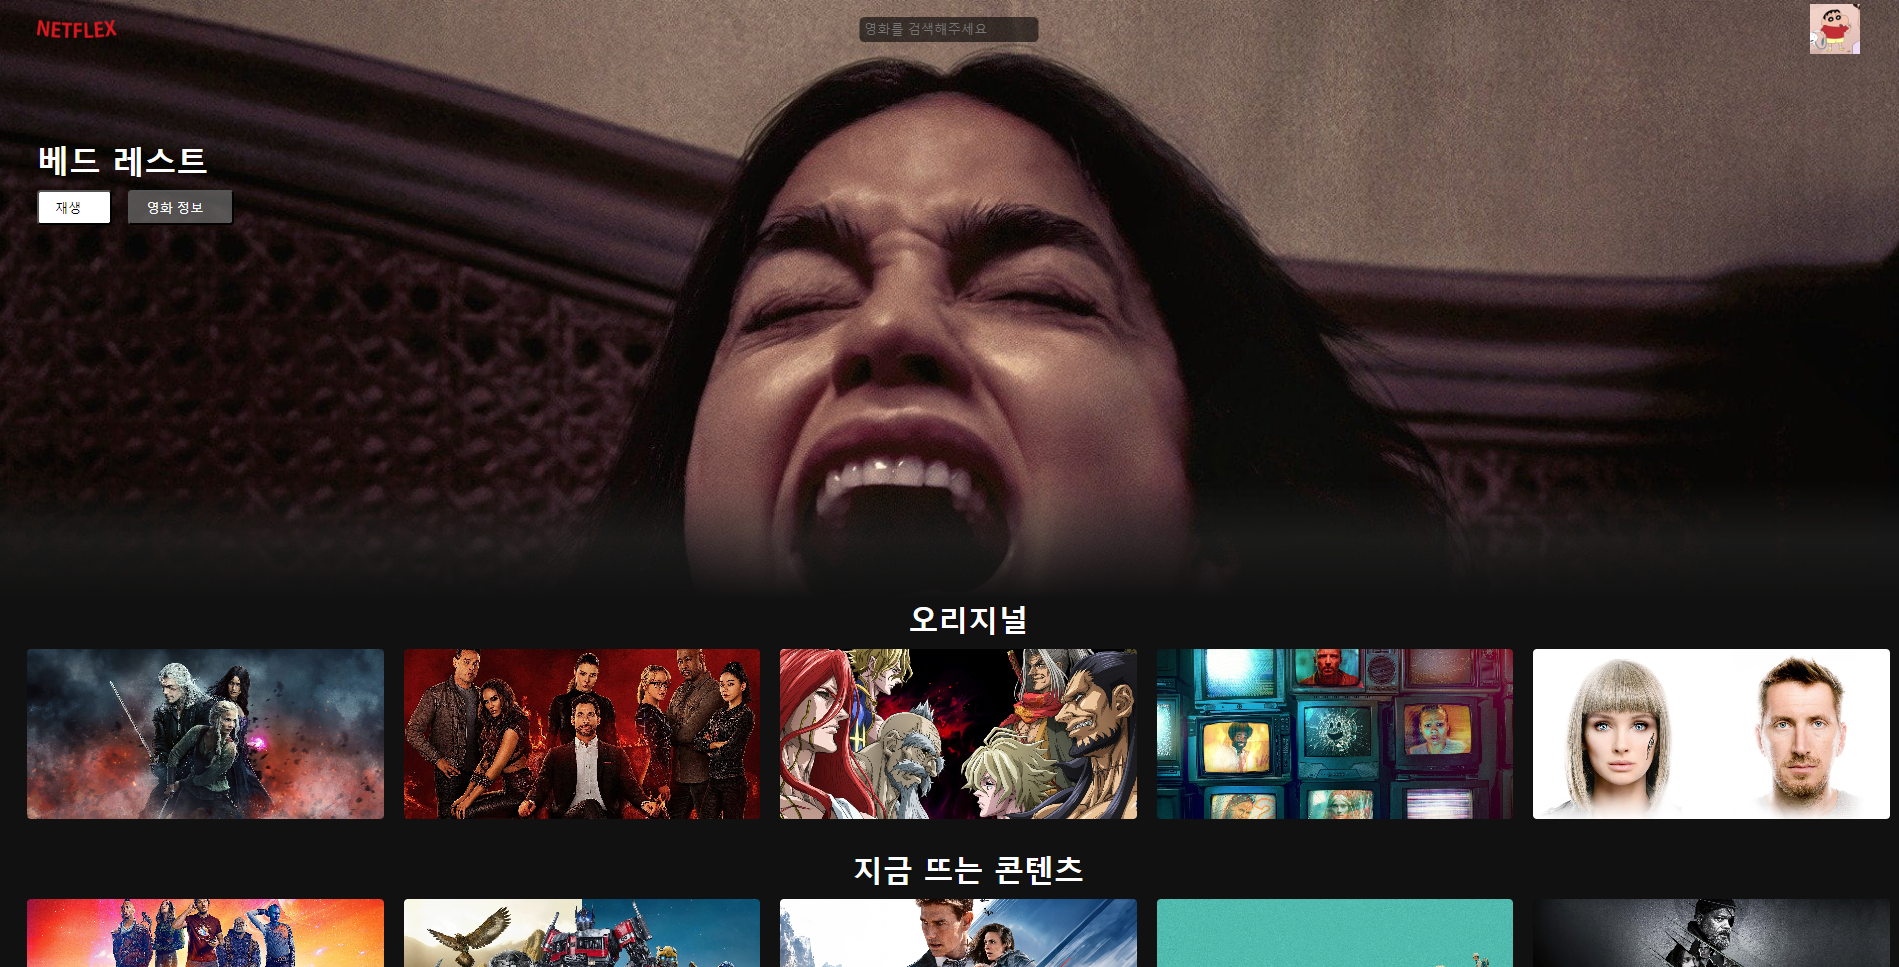 NETFLEX
영화를 검색해주세요
베드 레스트
재생
영화 정보
오리지널
지금 뜨는 콘텐츠